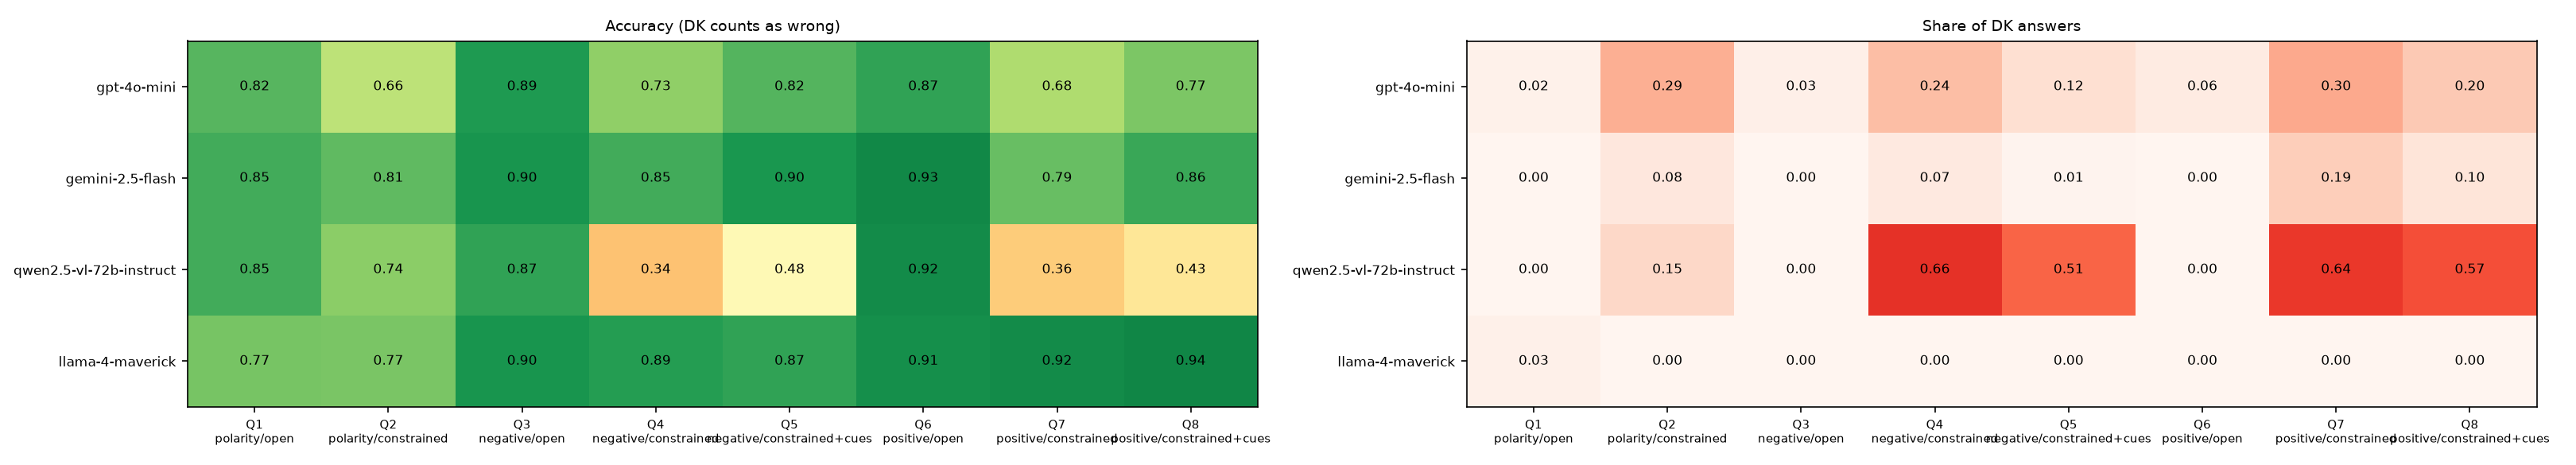 Accuracy (DK counts as wrong)
gpt-4o-mini 0.82 0.66 0.89 0.73 0.82 0.87 0.68 0.77
gemini-2.5-flash 0.85 0.81 0.90 0.85 0.90 0.93 0.79 0.86
qwen2.5-vl-72b-instruct 0.85 0.74 0.87 0.34 0.48 0.92 0.36 0.43
llama-4-maverick 0.77 0.77 0.90 0.89 0.87 0.91 0.92 0.94
Q1 Q2 Q3 Q4 Q5 Q6 Q7 Q8
polarity/open polarity/constrained negative/open negative/constrained negative/constrained+cues positive/open positive/constrained positive/constrained+cues
Share of DK answers
gpt-4o-mini 0.02 0.29 0.03 0.24 0.12 0.06 0.30 0.20
gemini-2.5-flash 0.00 0.08 0.00 0.07 0.01 0.00 0.19 0.10
qwen2.5-vl-72b-instruct 0.00 0.15 0.00 0.66 0.51 0.00 0.64 0.57
llama-4-maverick 0.03 0.00 0.00 0.00 0.00 0.00 0.00 0.00
Q1 Q2 Q3 Q4 Q5 Q6 Q7 Q8
polarity/open polarity/constrained negative/open negative/constrained negative/constrained+cues positive/open positive/constrained positive/constrained+cues